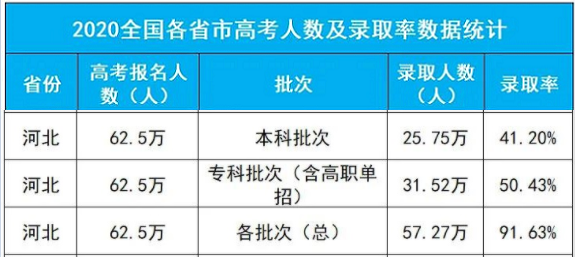 2020全国各省市高考人数及录取率数据统计
省份 高考报名人数（人） 批次 录取人数（人） 录取率
河北 62.5万 本科批次 25.75万 41.20%
河北 62.5万 专科批次（含高职单招） 31.52万 50.43%
河北 62.5万 各批次（总） 57.27万 91.63%